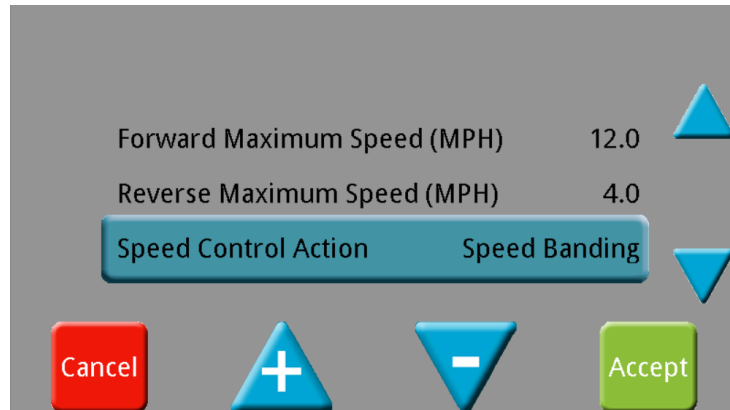 Forward Maximum Speed (MPH) 12.0
Reverse Maximum Speed (MPH) 4.0
Speed Control Action Speed Banding
Cancel + - Accept